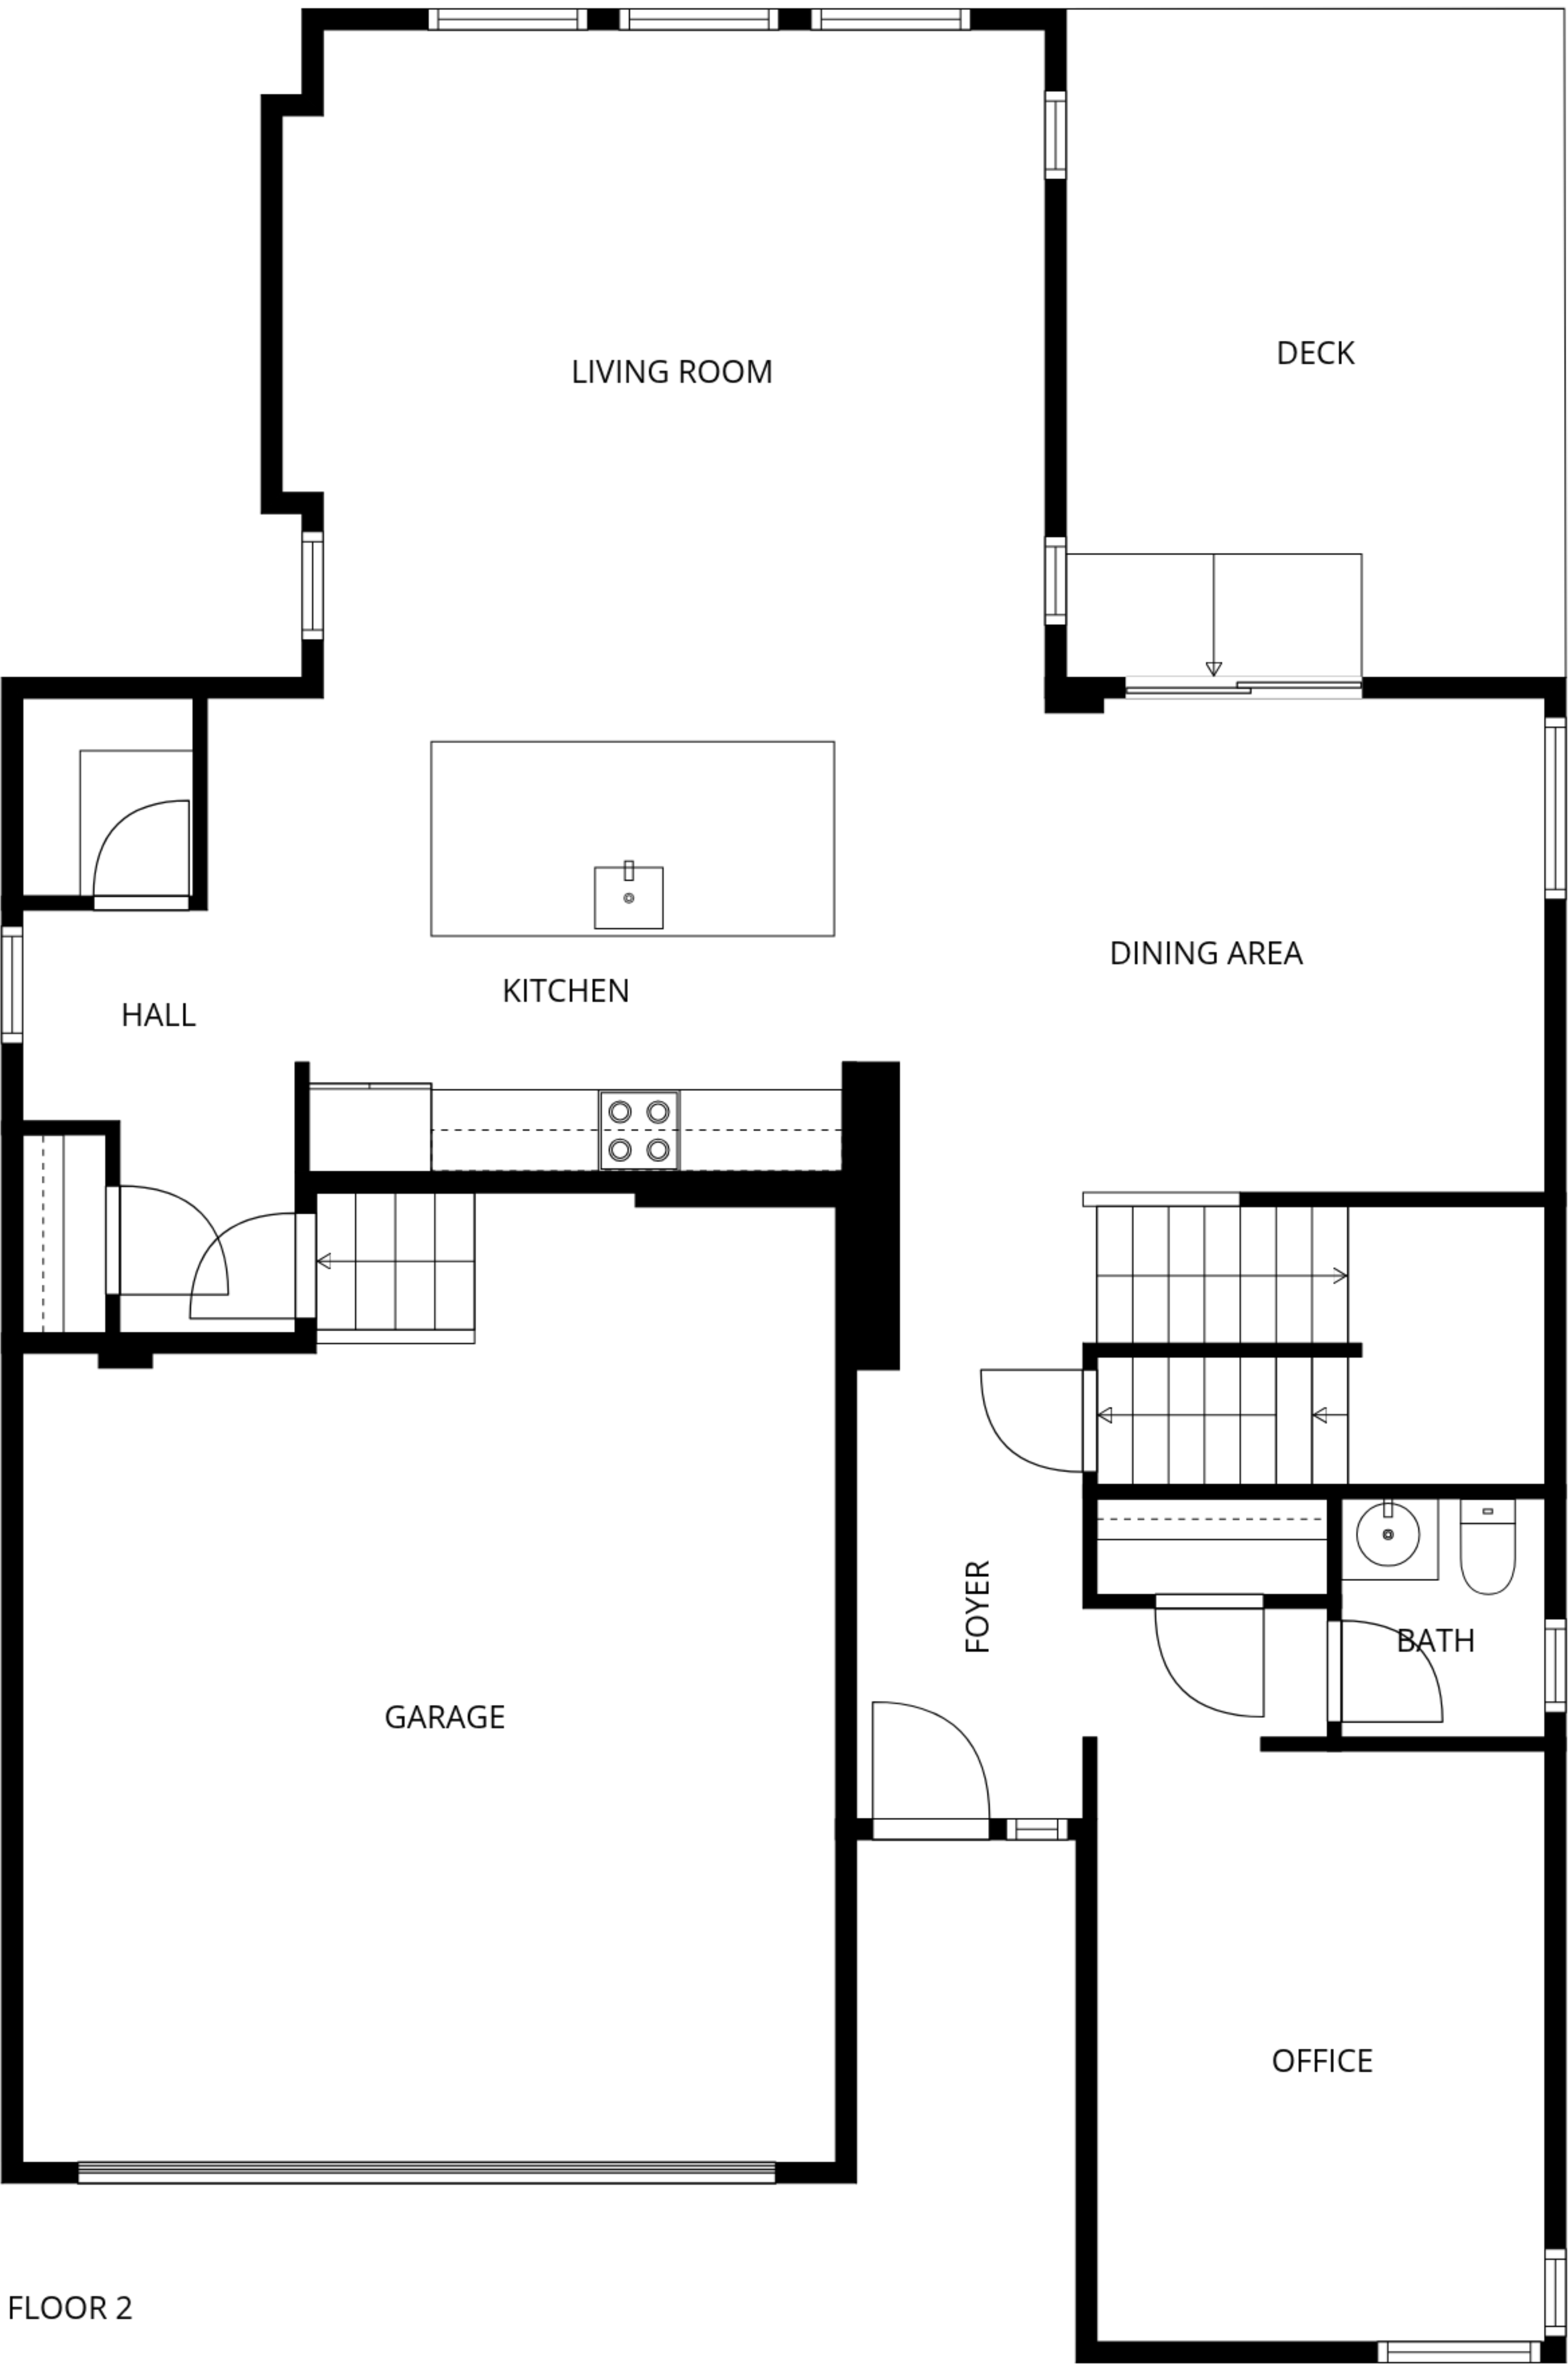 LIVING ROOM
DECK
DINING AREA
KITCHEN
HALL
FOYER
BATH
GARAGE
OFFICE
FLOOR 2